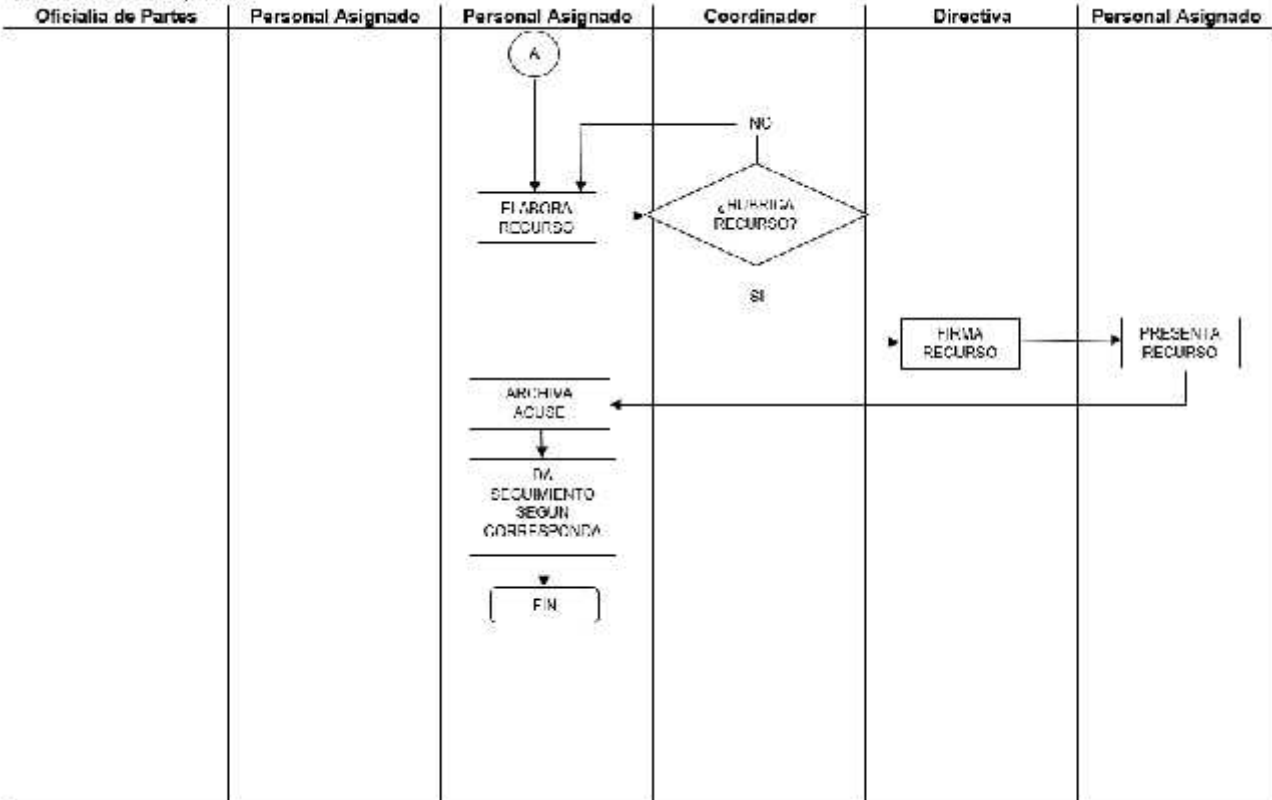 Oficialia de Partes
Personal Asignado
Personal Asignado
Coordinador
Directiva
Personal Asignado
A
NO
ELABORA
RECURSO
¿RUBRICA
RECURSO?
SI
FIRMA
RECURSO
PRESENTA
RECURSO
ARCHIVA
ACUSE
DA
SEGUIMIENTO
SEGUN
CORRESPONDA
FIN